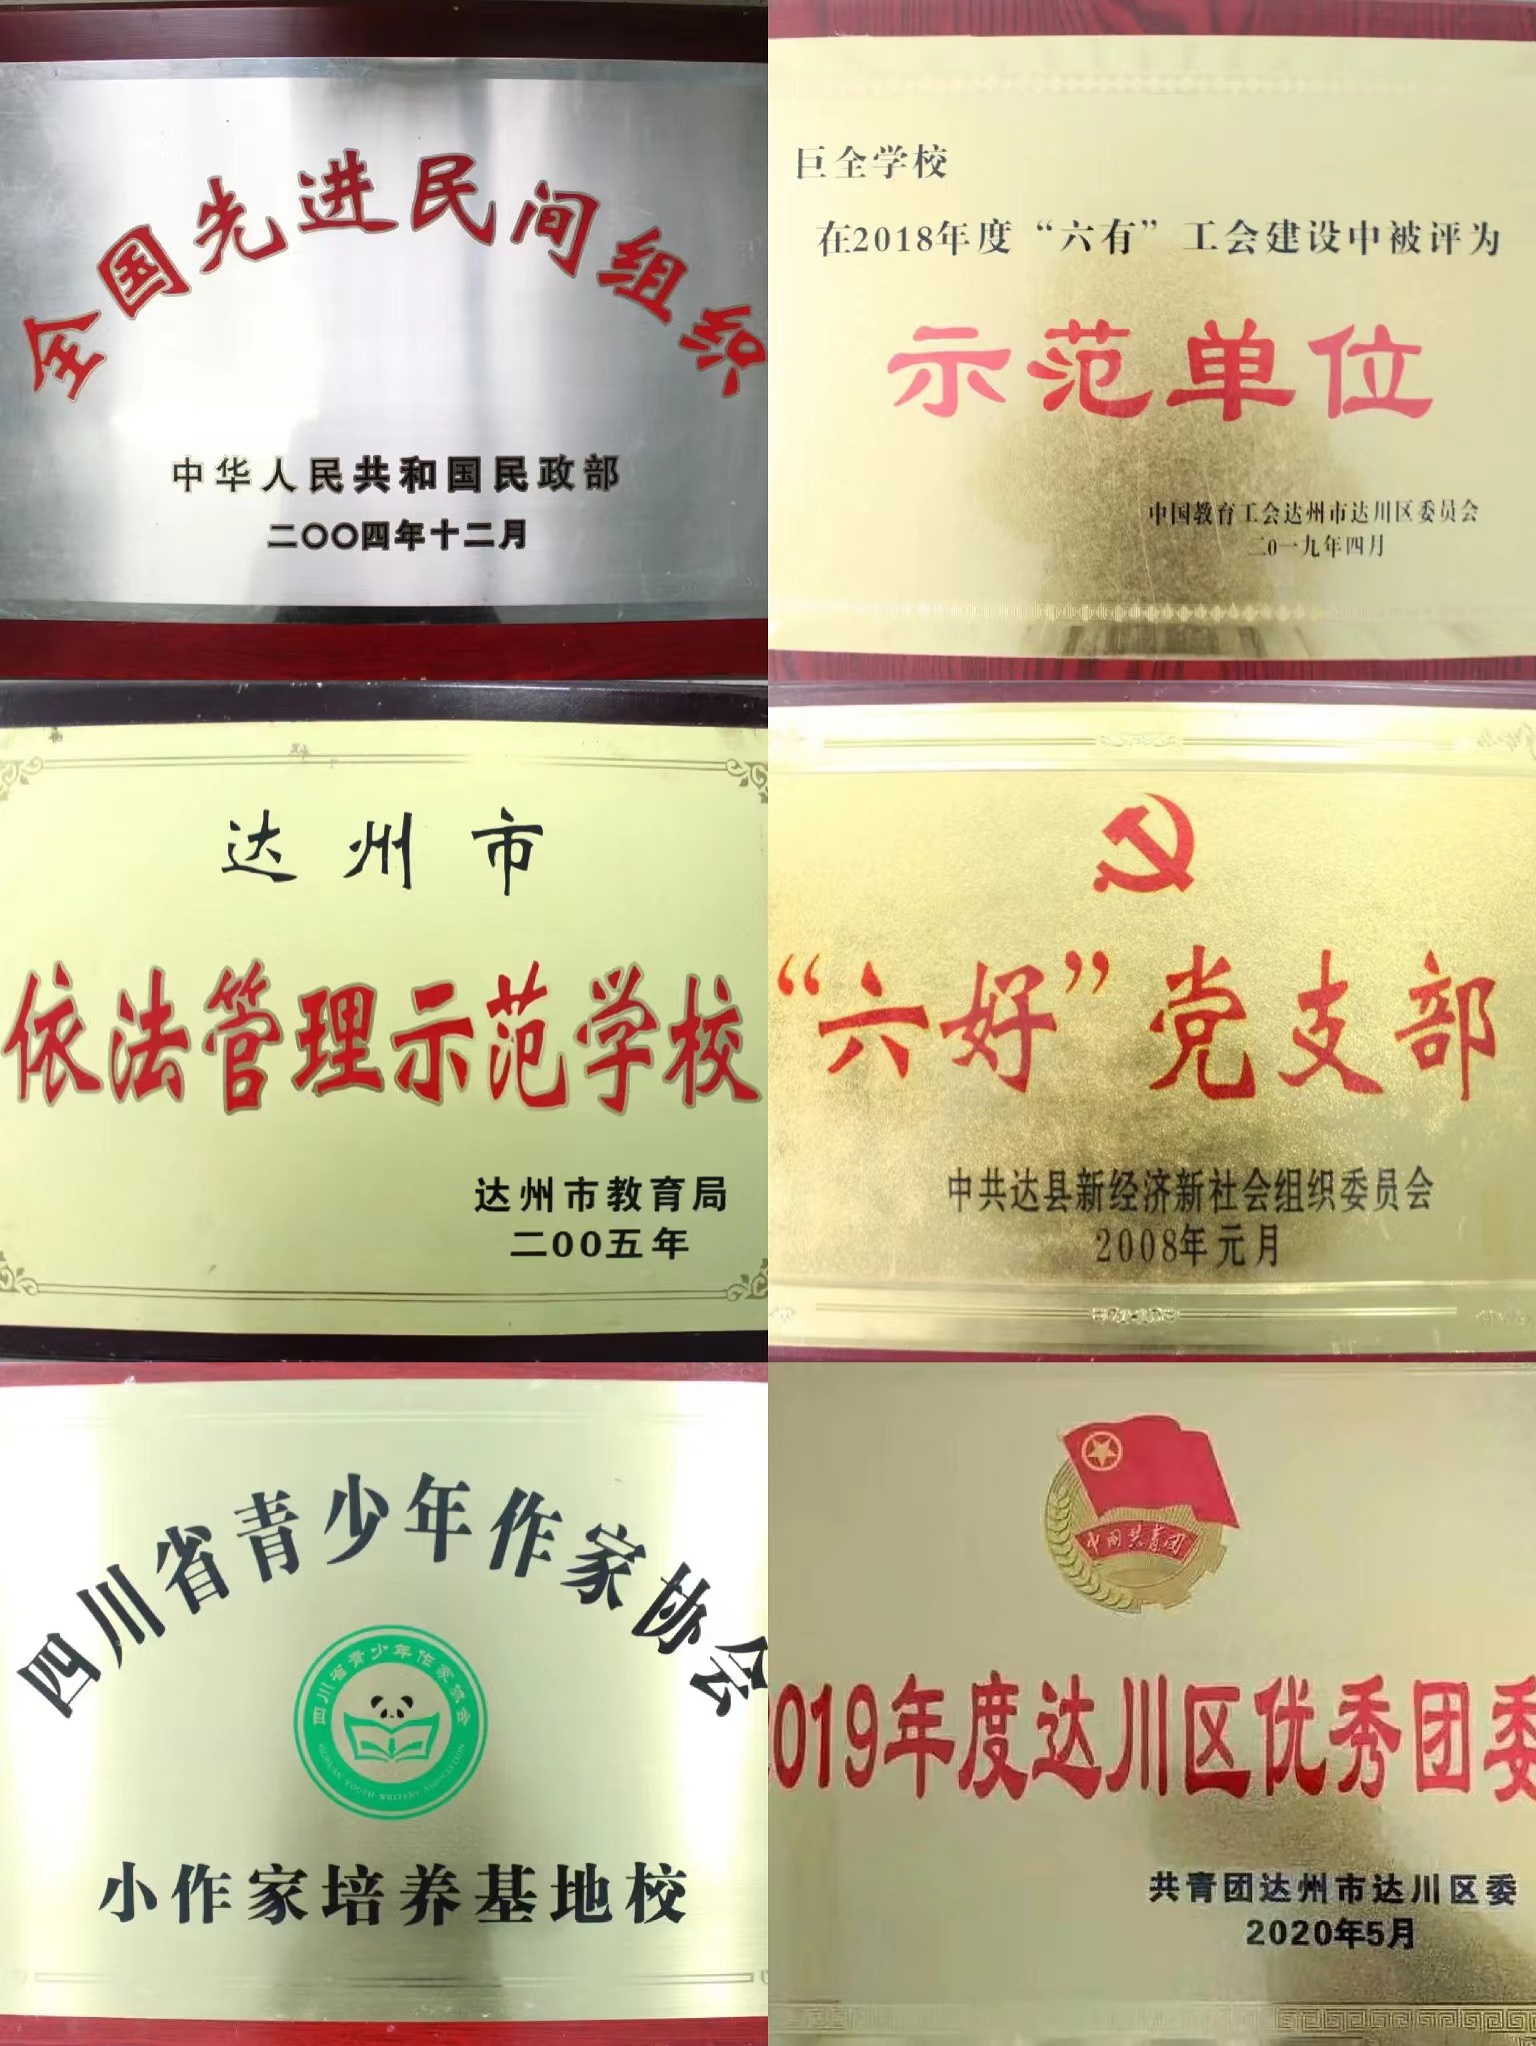 全国先进民间组织
中华人民共和国民政部
二〇〇四年十二月
巨全学校
在2018年度“六有”工会建设中被评为
示范单位
中国教育工会达州市达川区委员会
二0一九年四月
达州市
依法管理示范学校
达州市教育局
二00五年
“六好”党支部
中共达县新经济新社会组织委员会
2008年元月
四川省青少年作家协会
四川省青少年作家协会
SICHUAN YOUTH WRITERS ASSOCIATION
小作家培养基地校
中国共青团
2019年度达川区优秀团委
共青团达州市达川区委
2020年5月